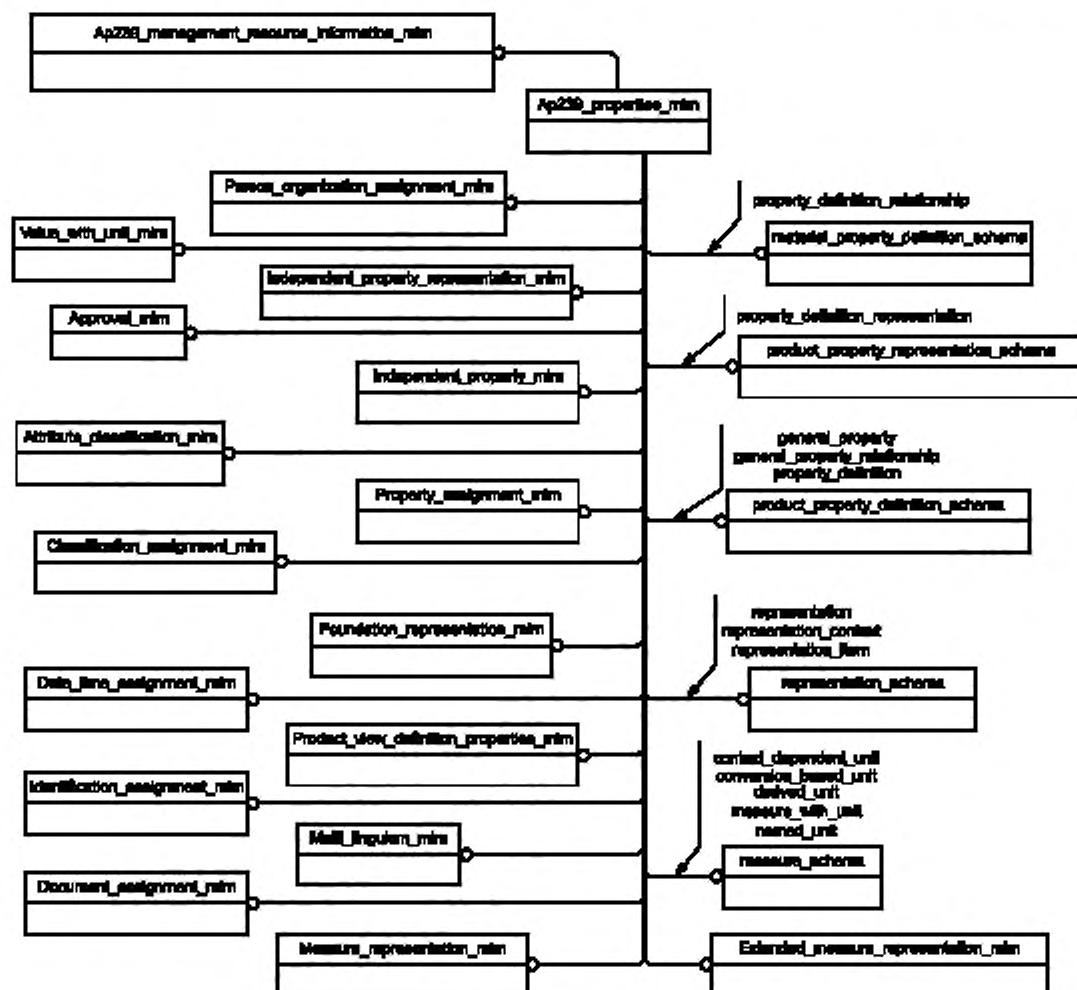 Ap239_management_resource_information_mim
Ap239_properties_mim
Person_organization_assignment_mim
property_definition_relationship
Value_with_unit_mim
material_property_definition_schema
Independent_property_representation_mim
Approval_mim
property_definition_representation
product_property_representation_schema
Independent_property_mim
Attribute_classification_mim
general_property
general_property_relationship
property_definition
Property_assignment_mim
product_property_definition_schema
Classification_assignment_mim
representation
representation_context
representation_item
Foundation_representation_mim
Date_time_assignment_mim
representation_schema
Product_view_definition_properties_mim
context_dependent_unit
conversion_based_unit
derived_unit
measure_with_unit
named_unit
Identification_assignment_mim
Multi_linguism_mim
measure_schema
Document_assignment_mim
Measure_representation_mim
Extended_measure_representation_mim